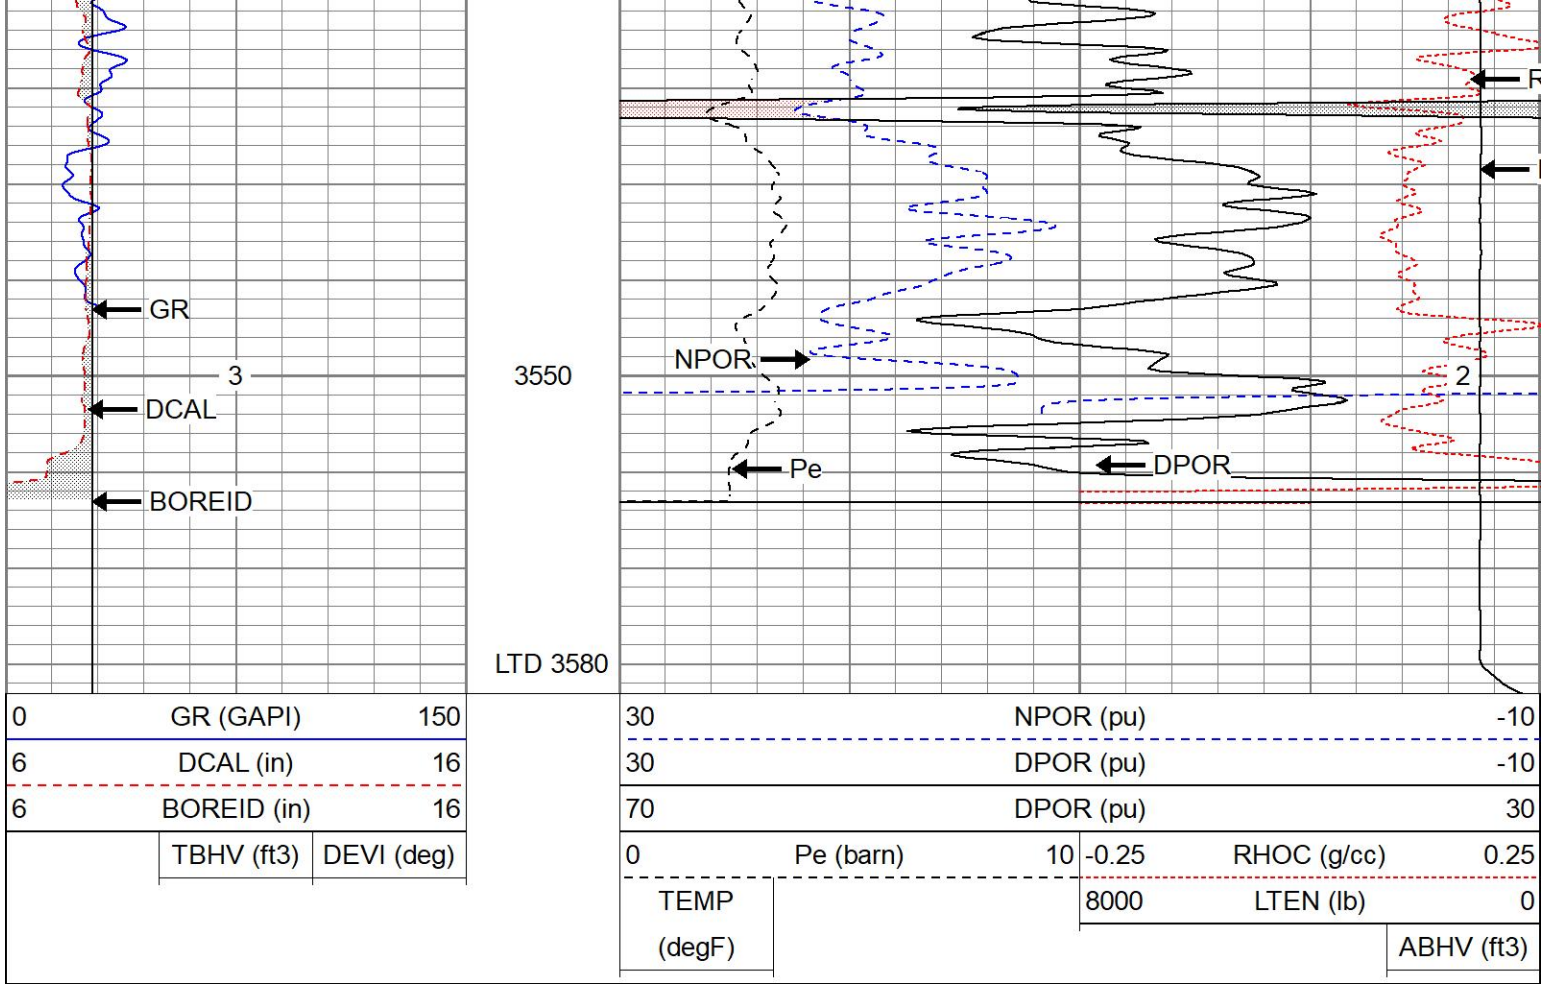 R
GR
NPOR
3
3550
2
DCAL
Pe
DPOR
BOREID
LTD 3580
0 GR (GAPI) 150
30 NPOR (pu) -10
6 DCAL (in) 16
30 DPOR (pu) -10
6 BOREID (in) 16
70 DPOR (pu) 30
TBHV (ft3) DEVI (deg)
0 Pe (barn) 10
-0.25 RHOC (g/cc) 0.25
TEMP
(degF)
8000 LTEN (lb) 0
ABHV (ft3)